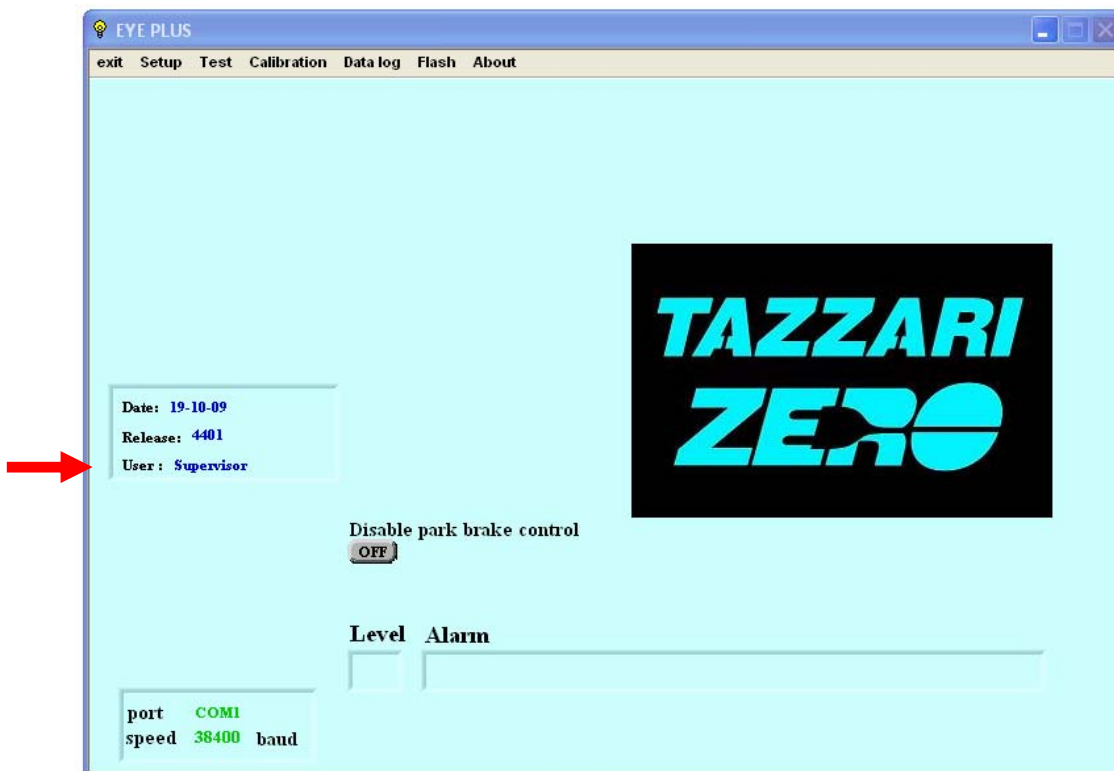 EYE PLUS
exit Setup Test Calibration Data log Flash About
TAZZARI
ZERO
Date: 19-10-09
Release: 4401
User : Supervisor
Disable park brake control
OFF
Level Alarm
port COM1
speed 38400 baud